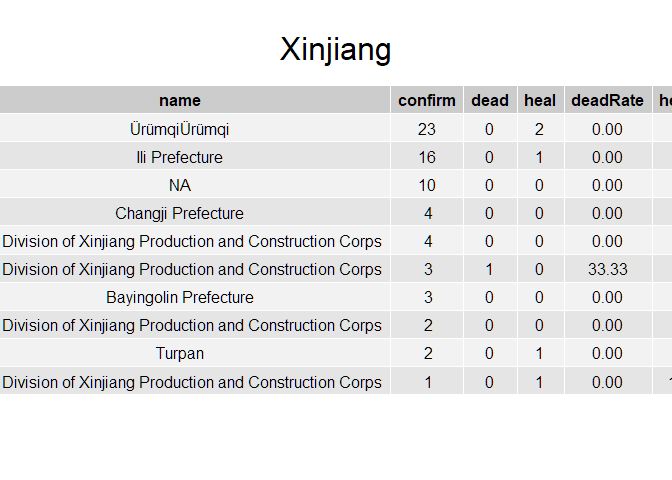 Xinjiang
name confirm dead heal deadRate
ÜrümqiÜrümqi 23 0 2 0.00
Ili Prefecture 16 1 0 0.00
NA 10 0 0 0.00
Changji Prefecture 4 0 0 0.00
Division of Xinjiang Production and Construction Corps 4 0 0 0.00
Division of Xinjiang Production and Construction Corps 3 1 0 33.33
Bayingolin Prefecture 3 0 0 0.00
Division of Xinjiang Production and Construction Corps 2 0 0 0.00
Turpan 2 0 1 0.00
Division of Xinjiang Production and Construction Corps 1 0 1 0.00